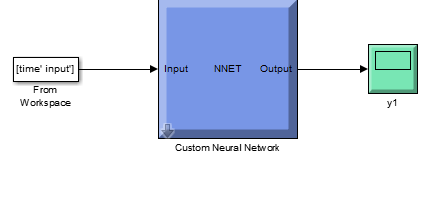 [time' input']
From
Workspace
Input NNET Output
Custom Neural Network
y1